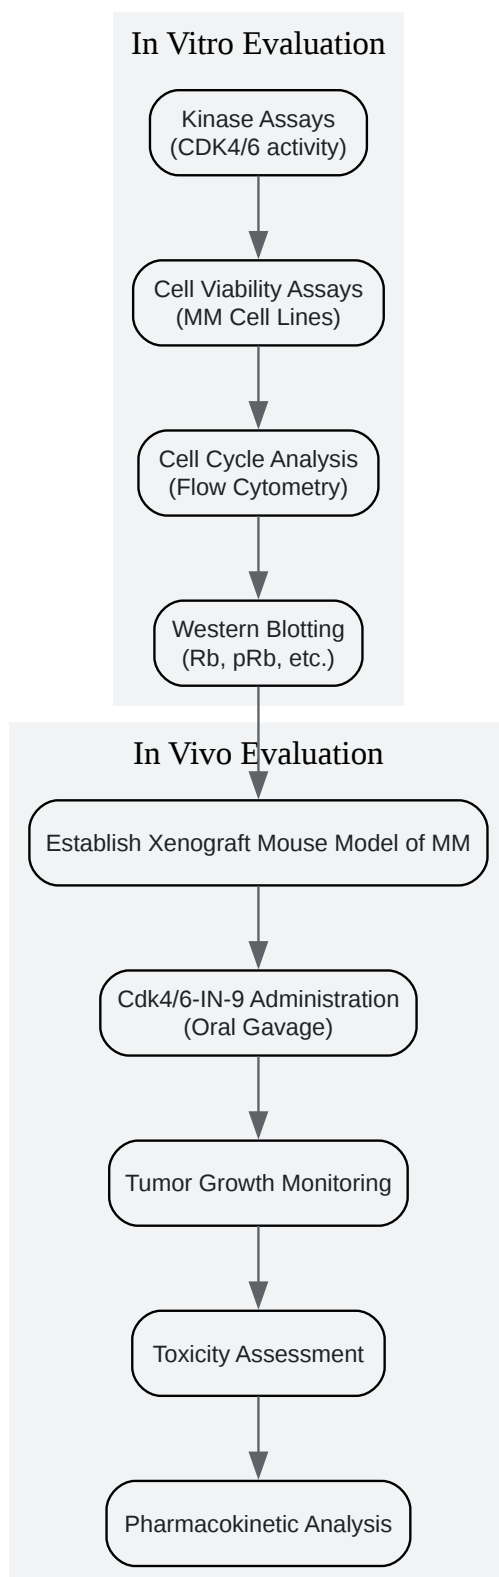 In Vitro Evaluation
Kinase Assays
(CDK4/6 activity)
Cell Viability Assays
(MM Cell Lines)
Cell Cycle Analysis
(Flow Cytometry)
Western Blotting
(Rb, pRb, etc.)
In Vivo Evaluation
Establish Xenograft Mouse Model of MM
Cdk4/6-IN-9 Administration
(Oral Gavage)
Tumor Growth Monitoring
Toxicity Assessment
Pharmacokinetic Analysis